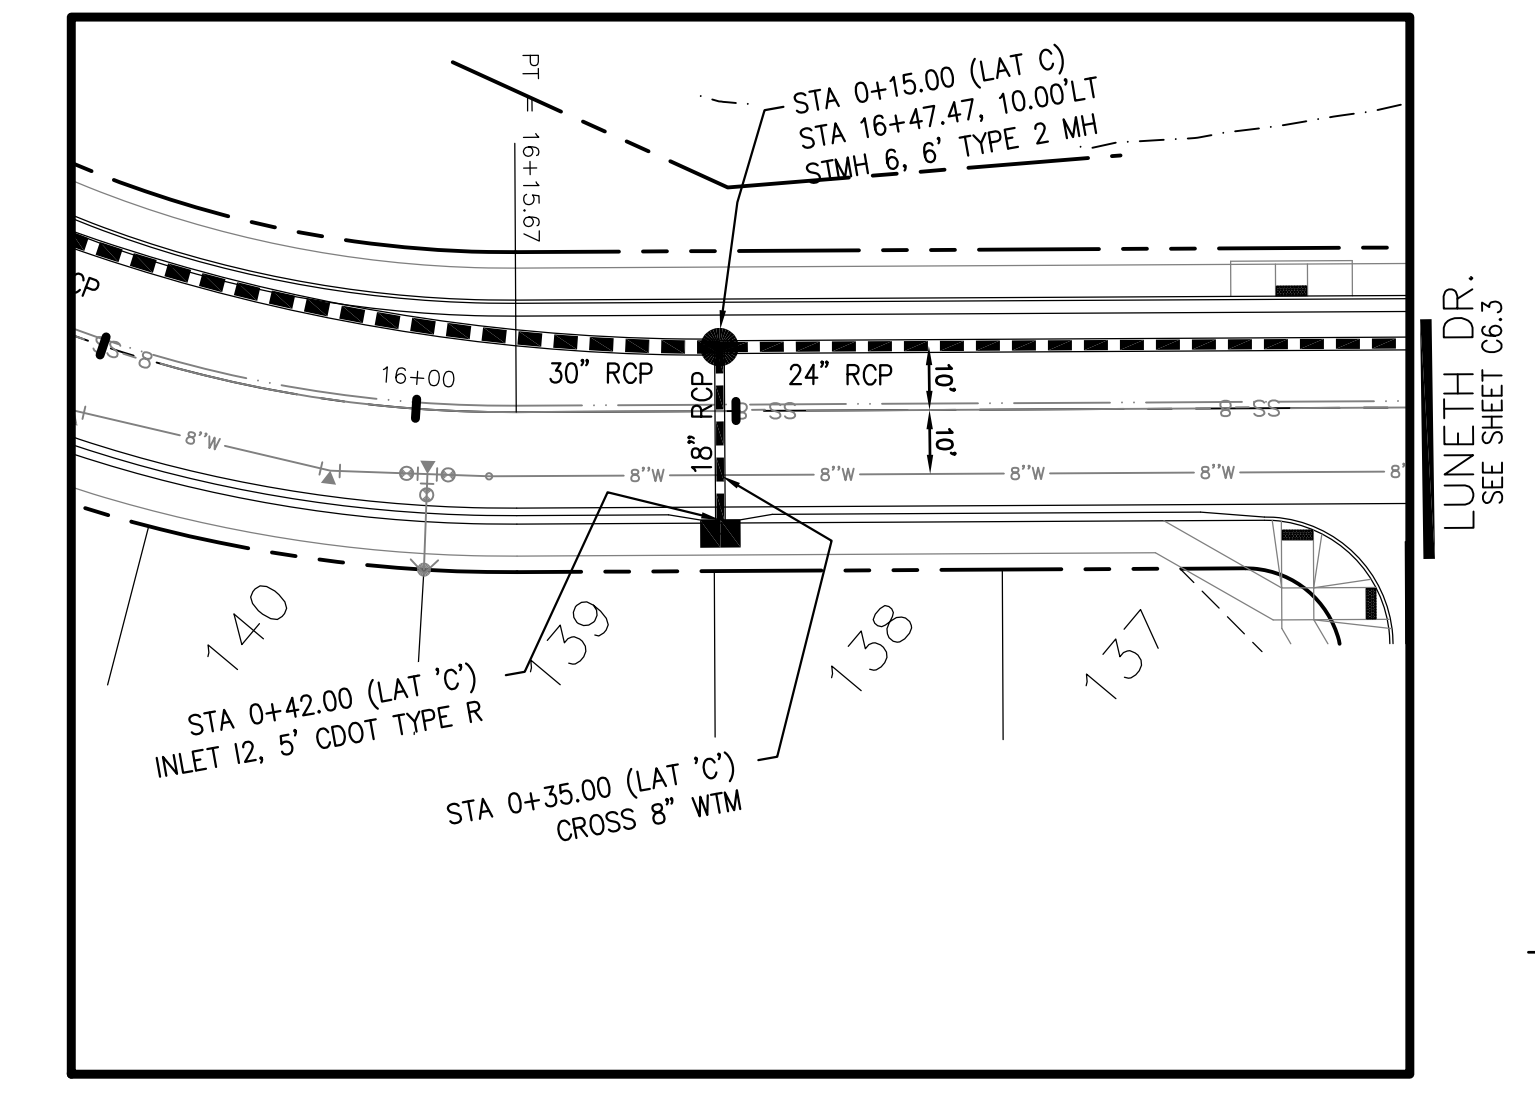 PT = 16+15.67
STA 0+15.00 (LAT C)
STA 16+47.47, 10.00'LT
STMH 6, 6' TYPE 2 MH
CP
SS
8
16+00
30" RCP
24" RCP
18" RCP
10'
10'
8 SS
8 SS
8"W
8"W
8"W
8"W
8"W
8"
LUNETH DR.
SEE SHEET C6.3
140
139
138
137
STA 0+42.00 (LAT 'C')
INLET I2, 5' CDOT TYPE R
STA 0+35.00 (LAT 'C')
CROSS 8" WTM